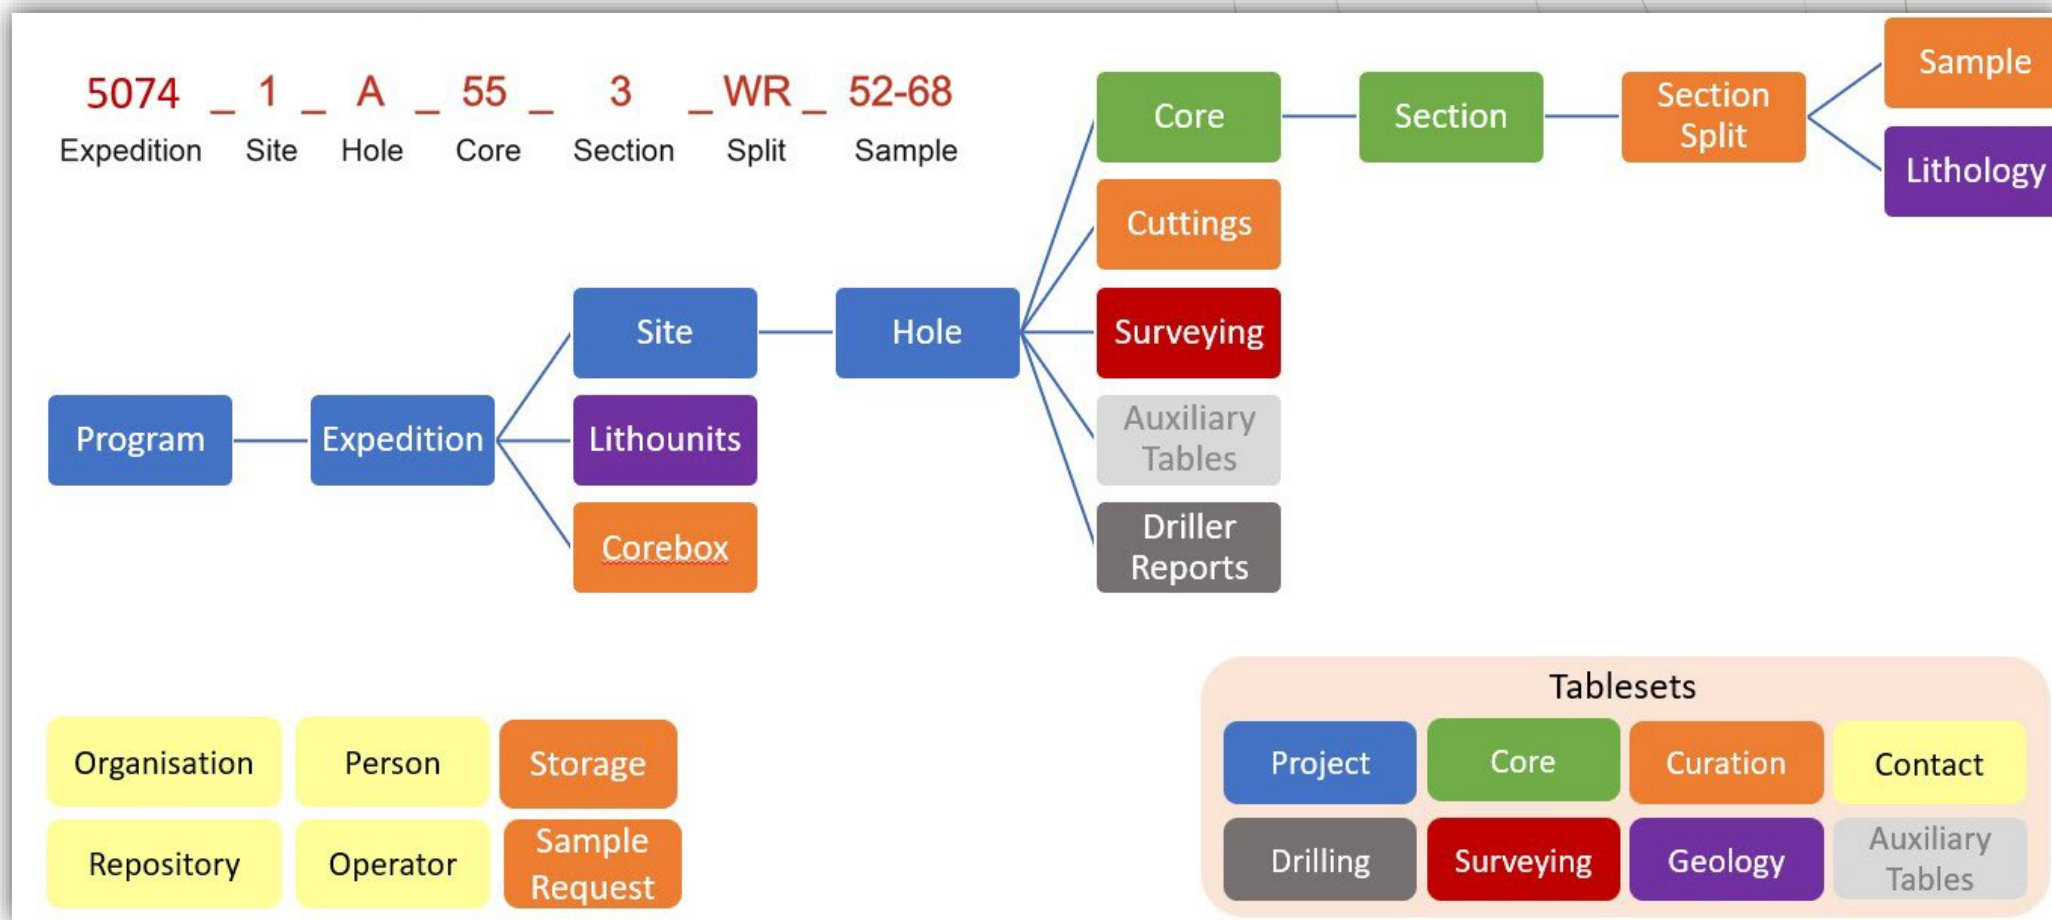 5074 _ 1 _ A _ 55 _ 3 _ WR _ 52-68
Expedition Site Hole Core Section Split Sample
Core
Section
Section
Split
Sample
Lithology
Cuttings
Site
Hole
Surveying
Program
Expedition
Lithounits
Auxiliary
Tables
Corebox
Driller
Reports
Organisation
Person
Storage
Repository
Operator
Sample
Request
Tablesets
Project
Core
Curation
Contact
Drilling
Surveying
Geology
Auxiliary
Tables